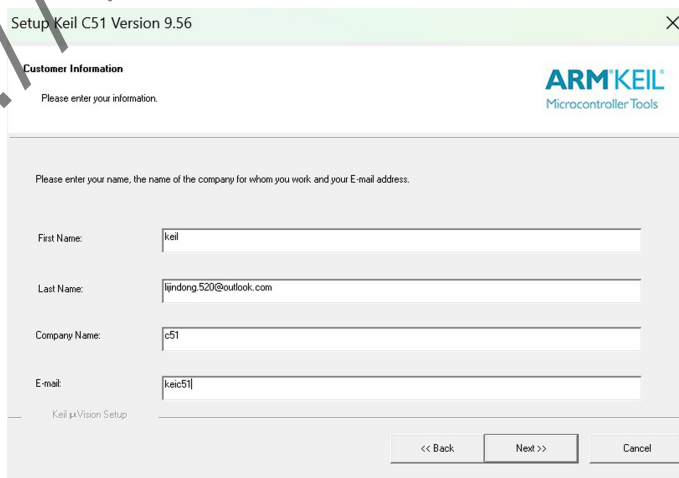 Setup Keil C51 Version 9.56
Customer Information
Please enter your information.
ARM KEIL
Microcontroller Tools
Please enter your name, the name of the company for whom you work and your E-mail address.
First Name: keil
Last Name: lijindong.520@outlook.com
Company Name: c51
E-mail: keic51
Keil µVision Setup
<< Back Next >> Cancel